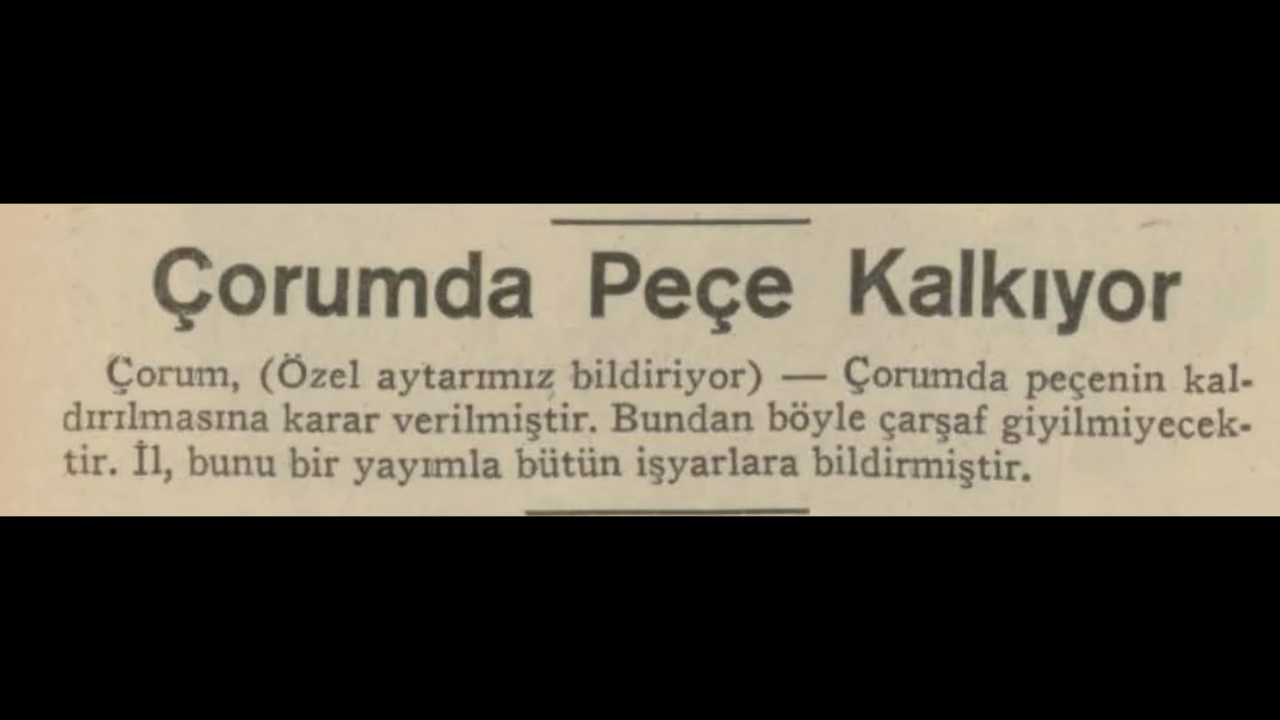 Çorumda Peçe Kalkıyor
Çorum, (Özel aytarımız bildiriyor) — Çorumda peçenin kal-
dırılmasına karar verilmiştir. Bundan böyle çarşaf giyilmiyecek-
tir. İl, bunu bir yayımla bütün işyarlara bildirmiştir.